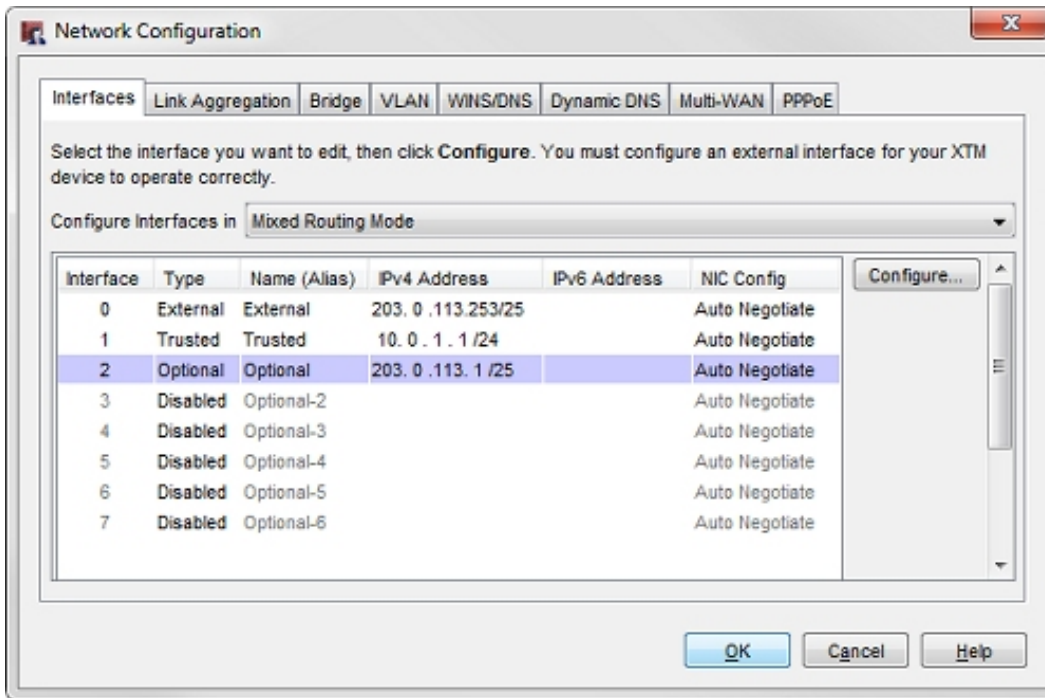 Network Configuration
Interfaces Link Aggregation Bridge VLAN WINS/DNS Dynamic DNS Multi-WAN PPPoE
Select the interface you want to edit, then click Configure. You must configure an external interface for your XTM
device to operate correctly.
Configure Interfaces in Mixed Routing Mode
Interface Type Name (Alias) IPv4 Address IPv6 Address NIC Config Configure...
0 External External 203. 0 .113.253/25 Auto Negotiate
1 Trusted Trusted 10. 0 . 1 . 1 /24 Auto Negotiate
2 Optional Optional 203. 0 .113. 1 /25 Auto Negotiate
3 Disabled Optional-2 Auto Negotiate
4 Disabled Optional-3 Auto Negotiate
5 Disabled Optional-4 Auto Negotiate
6 Disabled Optional-5 Auto Negotiate
7 Disabled Optional-6 Auto Negotiate
OK Cancel Help